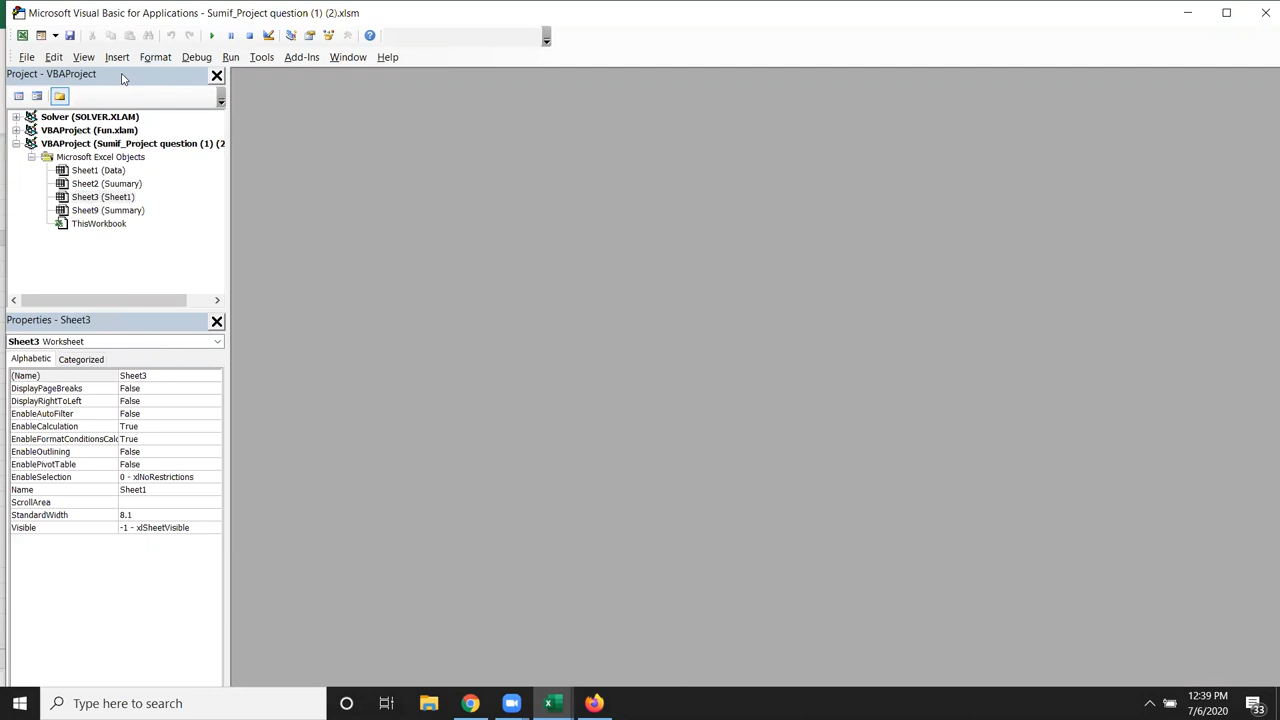 Microsoft Visual Basic for Applications - Sumif_Project question (1) (2).xlsm
File Edit View Insert Format Debug Run Tools Add-Ins Window Help
Project - VBAProject
Solver (SOLVER.XLAM)
VBAProject (Fun.xlam)
VBAProject (Sumif_Project question (1) (2
Microsoft Excel Objects
Sheet1 (Data)
Sheet2 (Suumary)
Sheet3 (Sheet1)
Sheet9 (Summary)
ThisWorkbook
Properties - Sheet3
Sheet3 Worksheet
Alphabetic Categorized
(Name) Sheet3
DisplayPageBreaks False
DisplayRightToLeft False
EnableAutoFilter False
EnableCalculation True
EnableFormatConditionsCalc True
EnableOutlining False
EnablePivotTable False
EnableSelection 0 - xlNoRestrictions
Name Sheet1
ScrollArea
StandardWidth 8.1
Visible -1 - xlSheetVisible
Type here to search
12:39 PM
7/6/2020
33